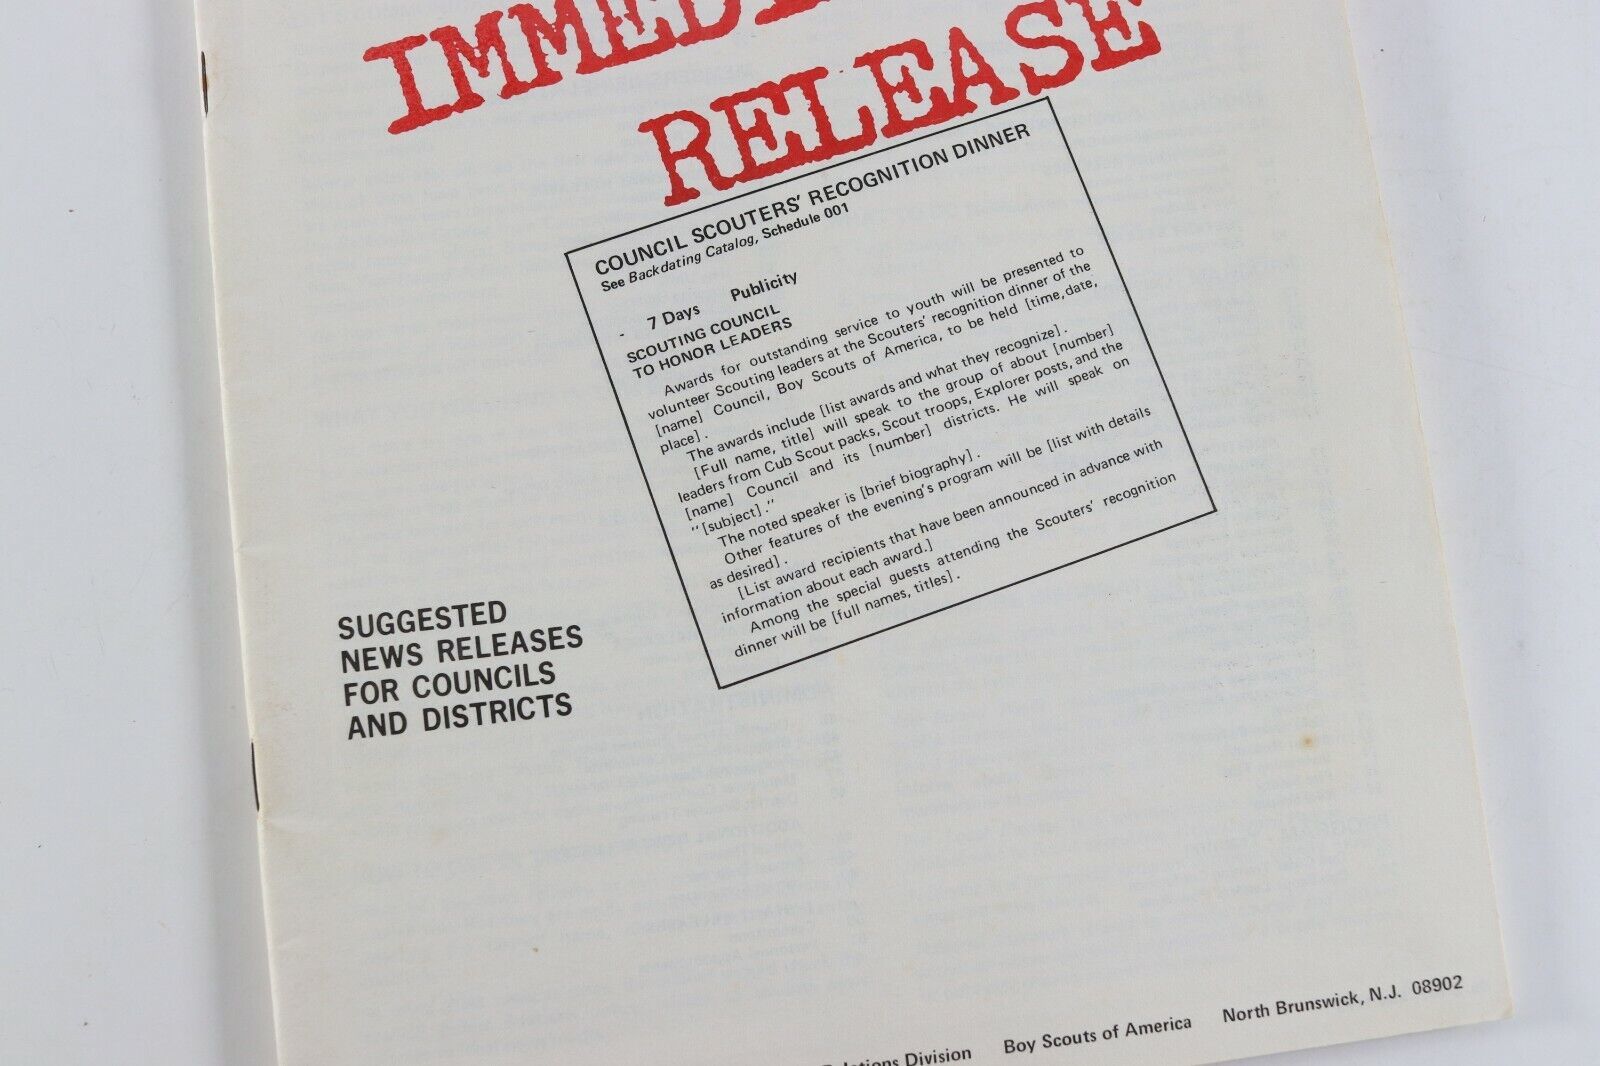 RELEASE
COUNCIL SCOUTERS' RECOGNITION DINNER
See Backdating Catalog, Schedule 001
- 7 Days Publicity
SCOUTING COUNCIL
TO HONOR LEADERS
Awards for outstanding service to youth will be presented to
volunteer Scouting leaders at the Scouters' recognition dinner of the
[name] Council, Boy Scouts of America, to be held [time, date,
place].
The awards include [list awards and what they recognize].
[Full name, title] will speak to the group of about [number]
leaders from Cub Scout packs, Scout troops, Explorer posts, and the
[name] Council and its [number] districts. He will speak on
"[subject]."
The noted speaker is [brief biography].
Other features of the evening's program will be [list with details
as desired].
[List award recipients that have been announced in advance with
information about each award.]
Among the special guests attending the Scouters' recognition
dinner will be [full names, titles].
SUGGESTED
NEWS RELEASES
FOR COUNCILS
AND DISTRICTS
Division Boy Scouts of America North Brunswick, N.J. 08902